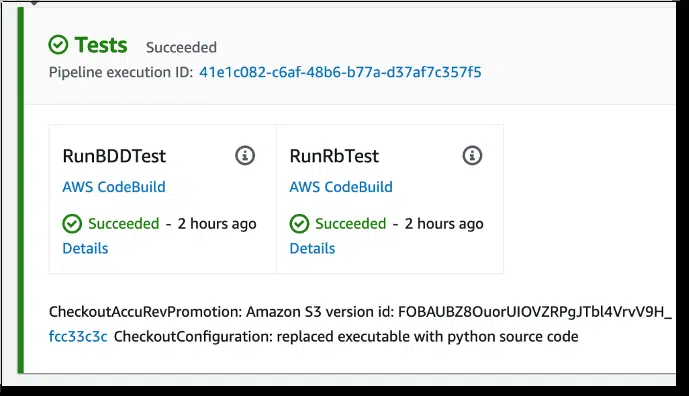 Tests Succeeded
Pipeline execution ID: 41e1c082-c6af-48b6-b77a-d37af7c357f5
RunBDDTest
AWS CodeBuild
Succeeded - 2 hours ago
Details
RunRbTest
AWS CodeBuild
Succeeded - 2 hours ago
Details
CheckoutAccuRevPromotion: Amazon S3 version id: FOBAUBZ8OuorUIOVZRPgJTbl4VrvV9H_
fcc33c3c CheckoutConfiguration: replaced executable with python source code